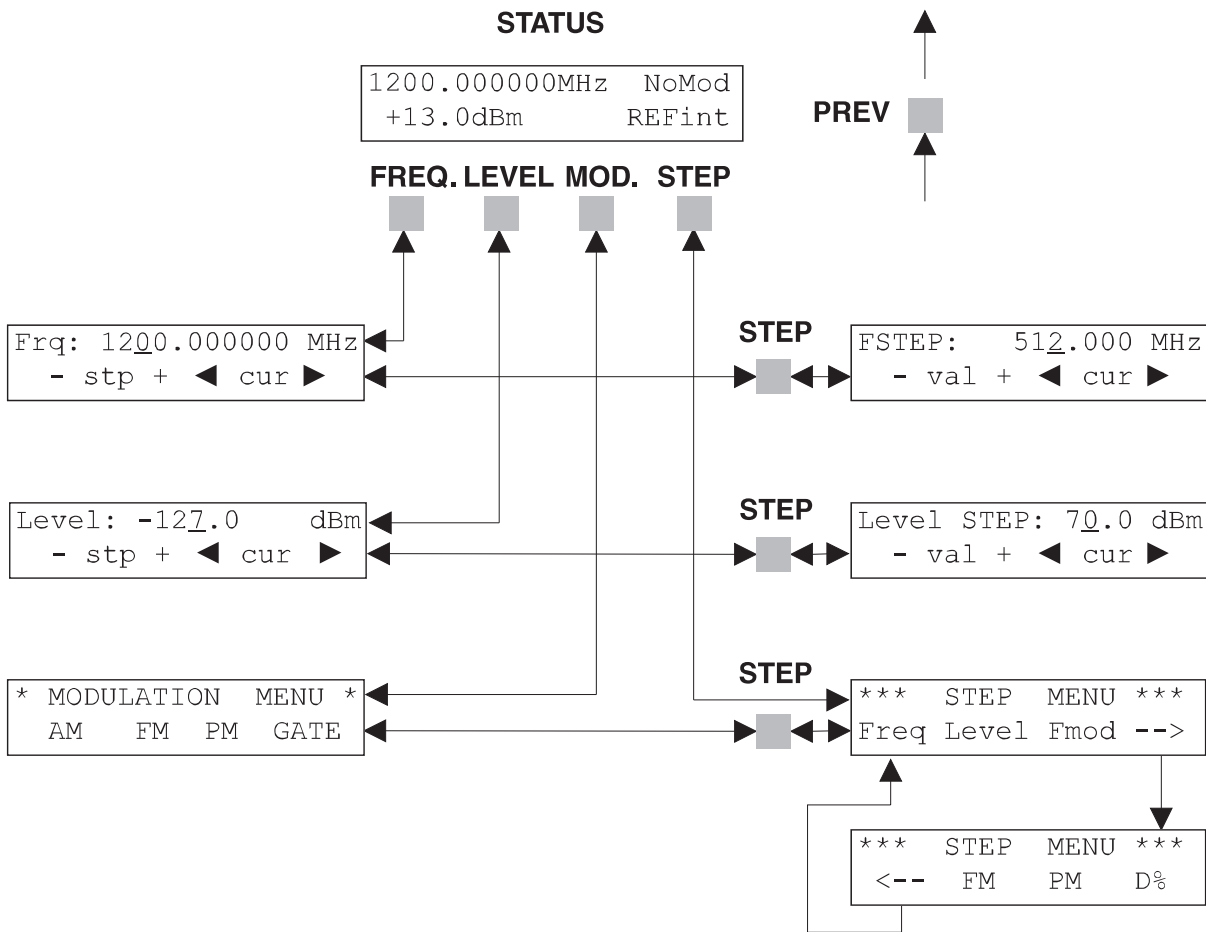 STATUS
1200.000000MHz NoMod
+13.0dBm REFint
PREV
FREQ. LEVEL MOD. STEP
Frq: 1200.000000 MHz
- stp + ◀ cur ▶
STEP
FSTEP: 512.000 MHz
- val + ◀ cur ▶
Level: -127.0 dBm
- stp + ◀ cur ▶
STEP
Level STEP: 70.0 dBm
- val + ◀ cur ▶
* MODULATION MENU *
AM FM PM GATE
STEP
*** STEP MENU ***
Freq Level Fmod -->
*** STEP MENU ***
<-- FM PM D%